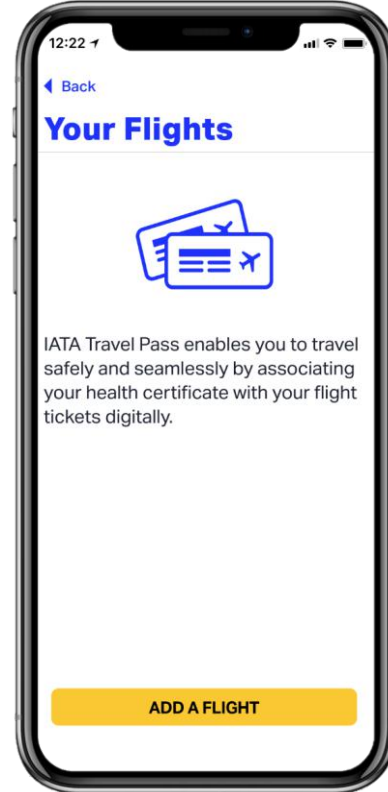 12:22
Back
Your Flights
IATA Travel Pass enables you to travel
safely and seamlessly by associating
your health certificate with your flight
tickets digitally.
ADD A FLIGHT